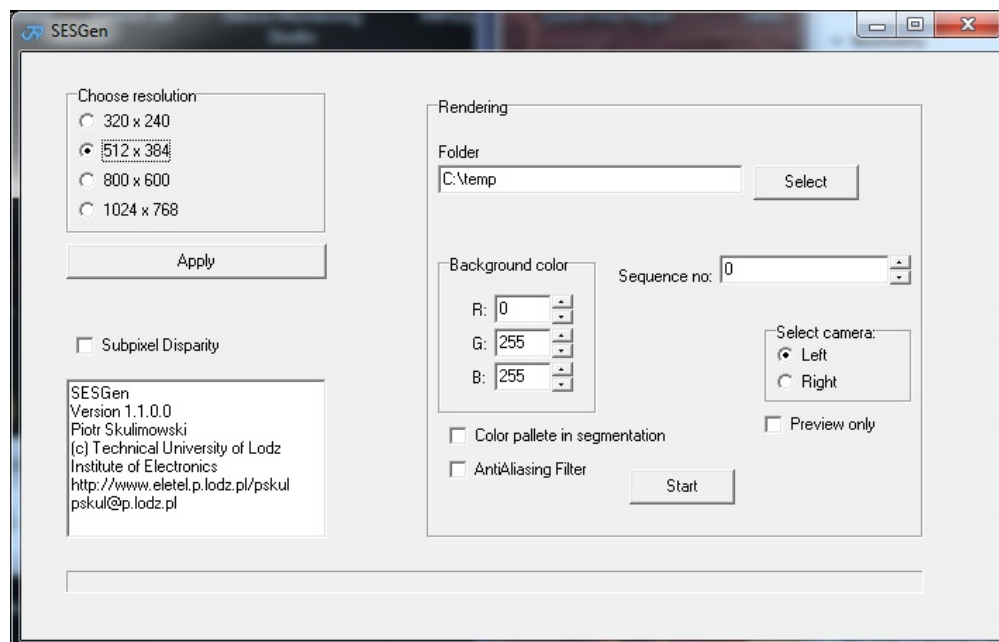 SESGen
Choose resolution
320 x 240
512 x 384
800 x 600
1024 x 768
Apply
Subpixel Disparity
SESGen
Version 1.1.0.0
Piotr Skulimowski
(c) Technical University of Lodz
Institute of Electronics
http://www.eletel.p.lodz.pl/pskul
pskul@p.lodz.pl
Rendering
Folder
C:\temp
Select
Background color
R: 0
G: 255
B: 255
Sequence no: 0
Select camera:
Left
Right
Preview only
Color pallete in segmentation
AntiAliasing Filter
Start